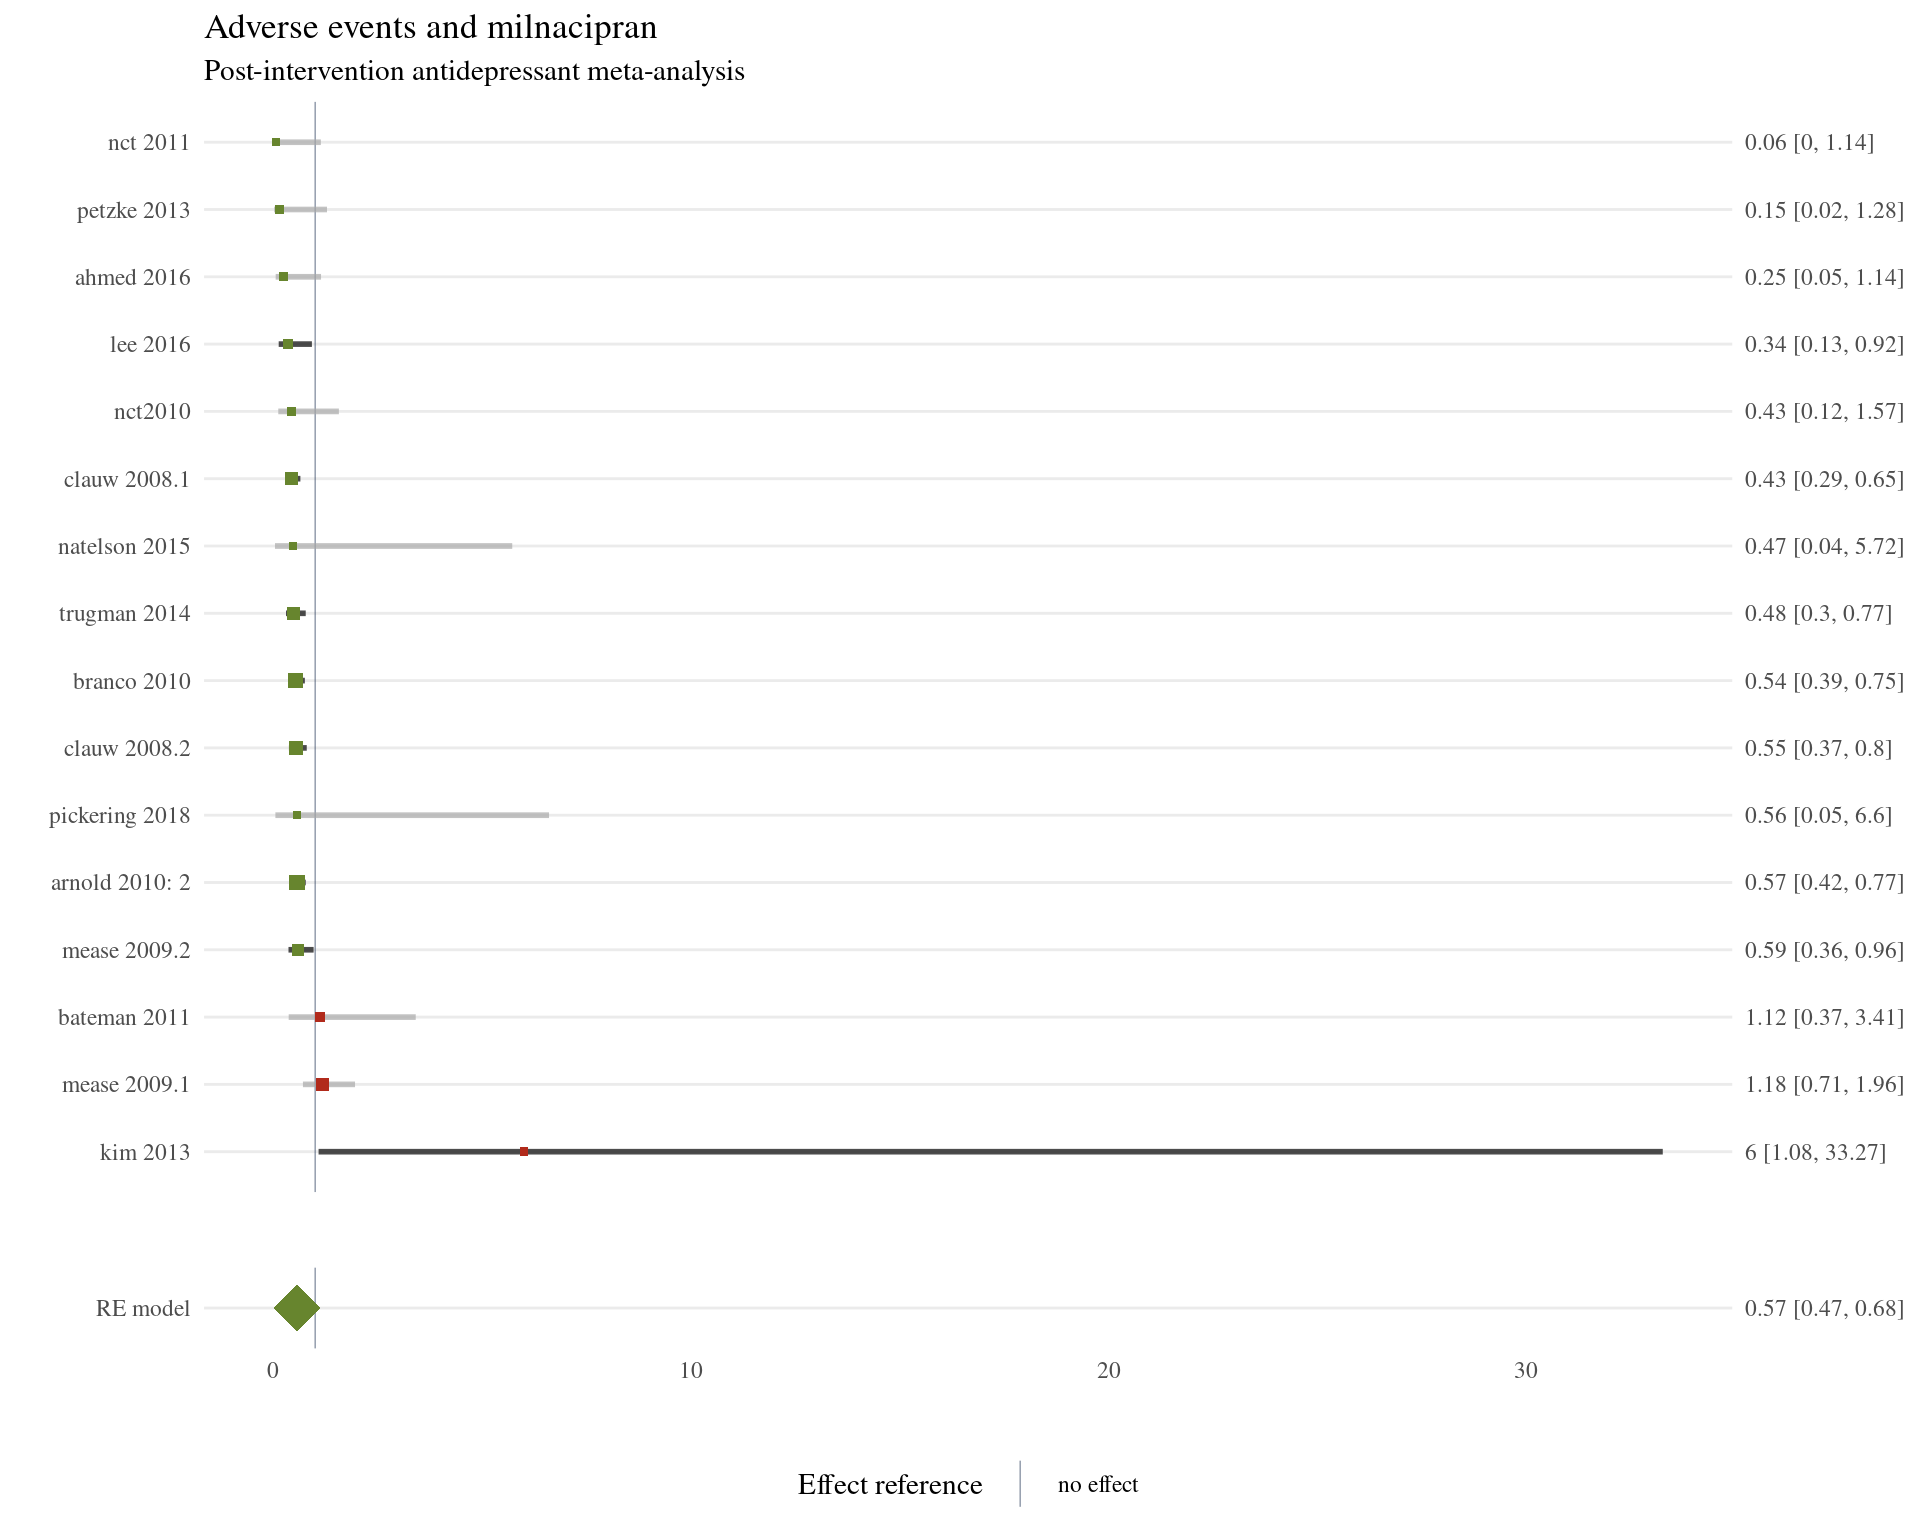 Adverse events and milnacipran
Post-intervention antidepressant meta-analysis
nct 2011 0.06 [0, 1.14]
petzke 2013 0.15 [0.02, 1.28]
ahmed 2016 0.25 [0.05, 1.14]
lee 2016 0.34 [0.13, 0.92]
nct2010 0.43 [0.12, 1.57]
clauw 2008.1 0.43 [0.29, 0.65]
natelson 2015 0.47 [0.04, 5.72]
trugman 2014 0.48 [0.3, 0.77]
branco 2010 0.54 [0.39, 0.75]
clauw 2008.2 0.55 [0.37, 0.8]
pickering 2018 0.56 [0.05, 6.6]
arnold 2010: 2 0.57 [0.42, 0.77]
mease 2009.2 0.59 [0.36, 0.96]
bateman 2011 1.12 [0.37, 3.41]
mease 2009.1 1.18 [0.71, 1.96]
kim 2013 6 [1.08, 33.27]
RE model 0.57 [0.47, 0.68]
0 10 20 30
Effect reference no effect